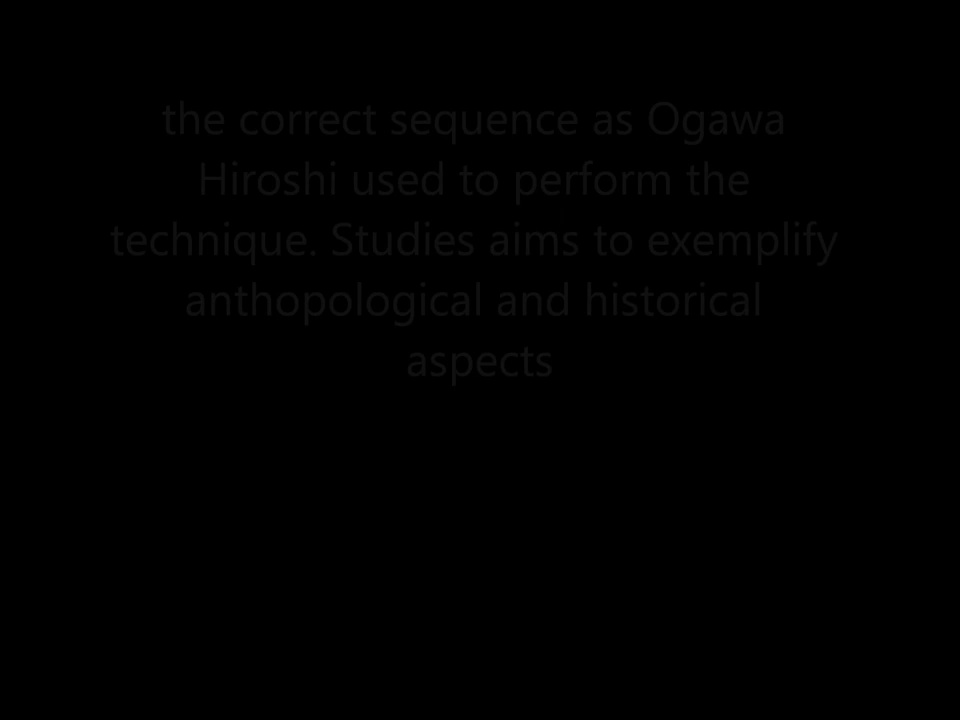 the correct sequence as Ogawa
Hiroshi used to perform the
technique. Studies aims to exemplify
anthopological and historical
aspects